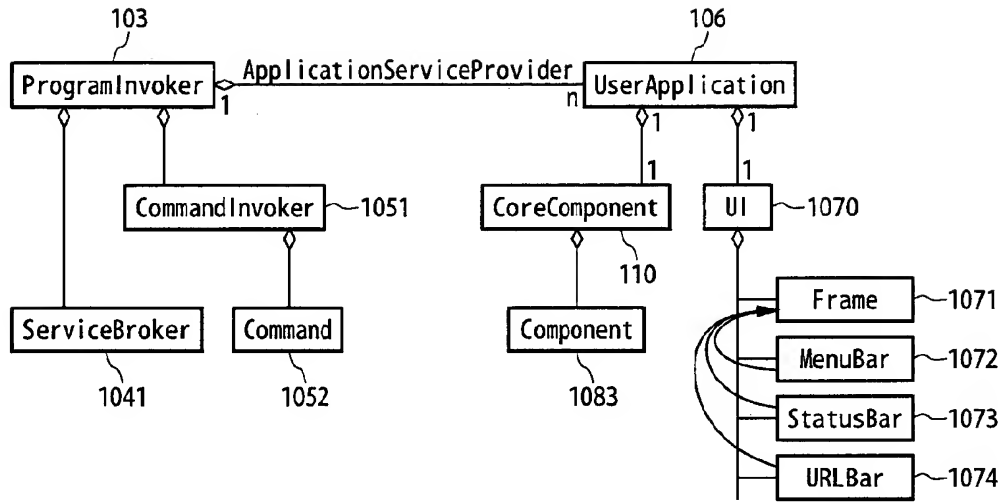 103
106
ProgramInvoker
ApplicationServiceProvider
UserApplication
1
n
1
1
1
1
CommandInvoker
1051
CoreComponent
UI
1070
110
Frame
1071
ServiceBroker
Command
Component
MenuBar
1072
1041
1052
1083
StatusBar
1073
URLBar
1074